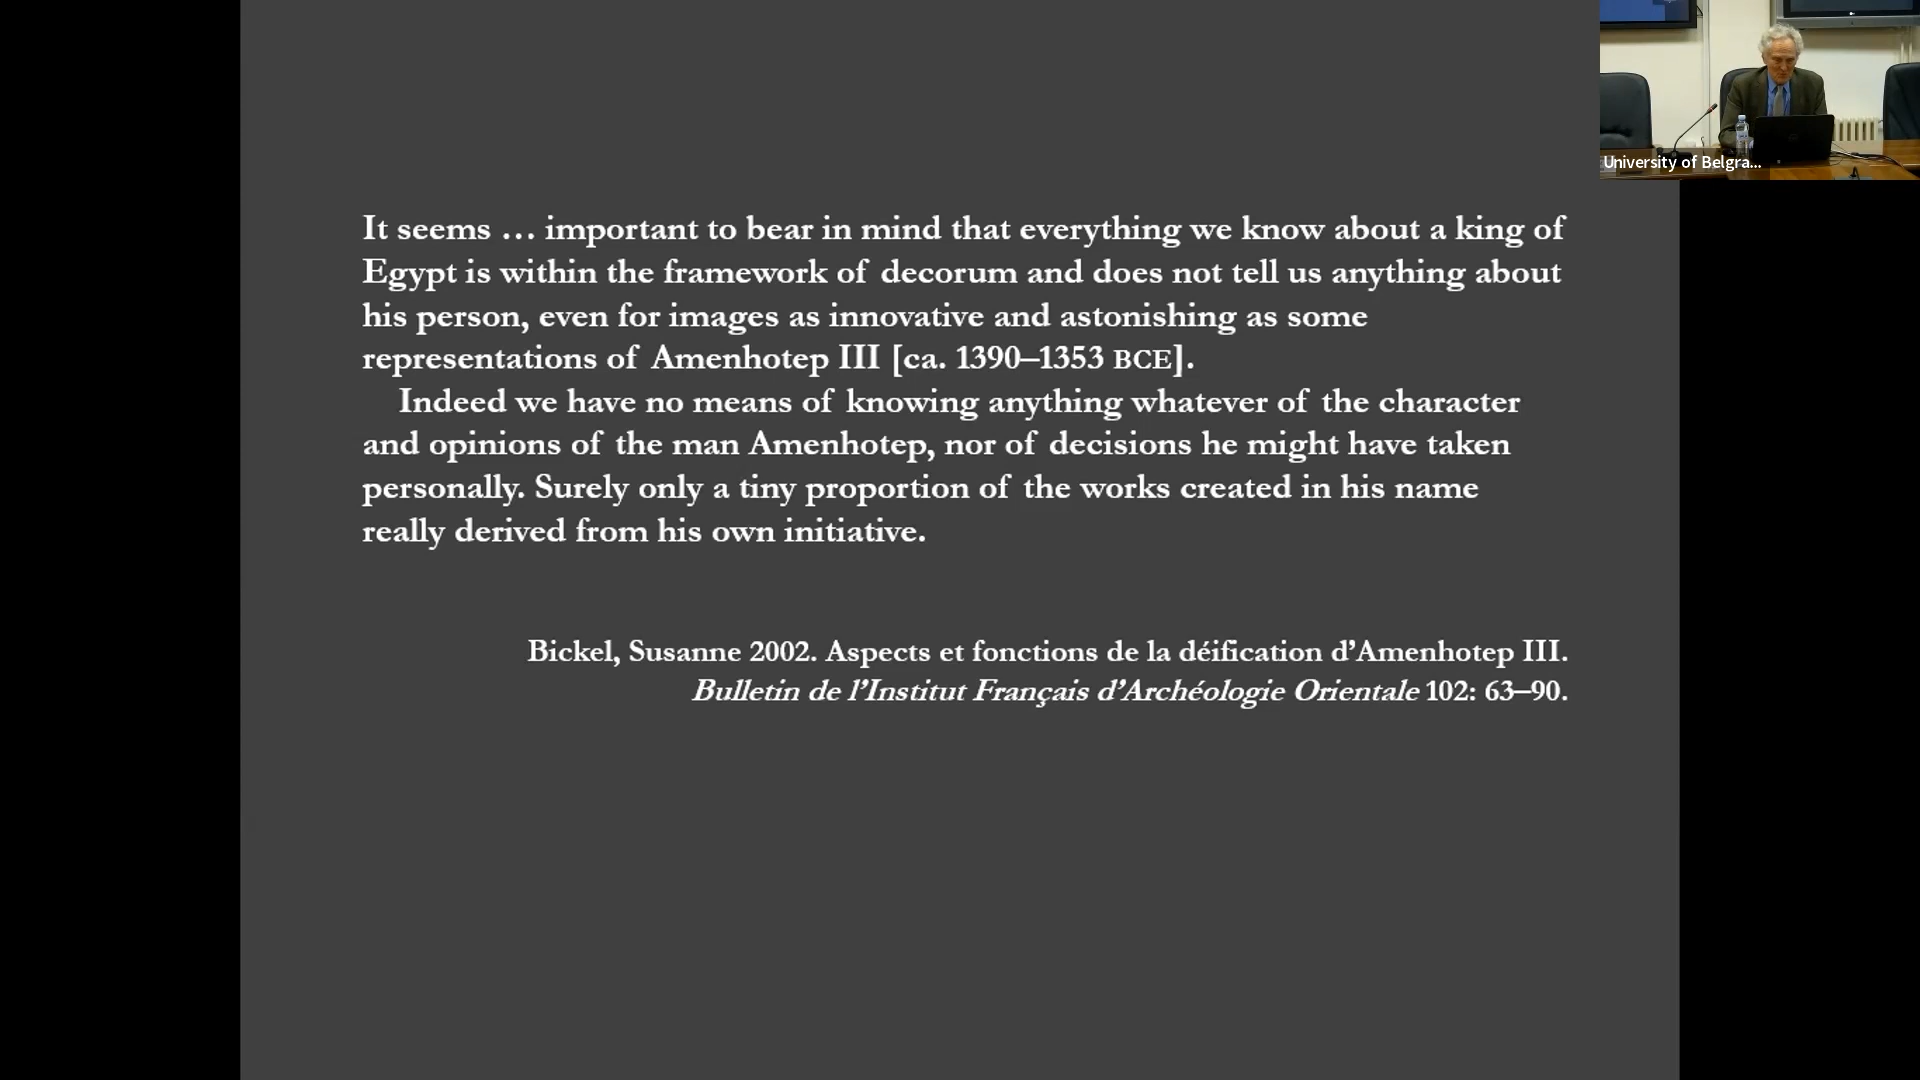 It seems … important to bear in mind that everything we know about a king of
Egypt is within the framework of decorum and does not tell us anything about
his person, even for images as innovative and astonishing as some
representations of Amenhotep III [ca. 1390–1353 BCE].
Indeed we have no means of knowing anything whatever of the character
and opinions of the man Amenhotep, nor of decisions he might have taken
personally. Surely only a tiny proportion of the works created in his name
really derived from his own initiative.
Bickel, Susanne 2002. Aspects et fonctions de la déification d’Amenhotep III.
Bulletin de l’Institut Français d’Archéologie Orientale 102: 63–90.
University of Belgra...